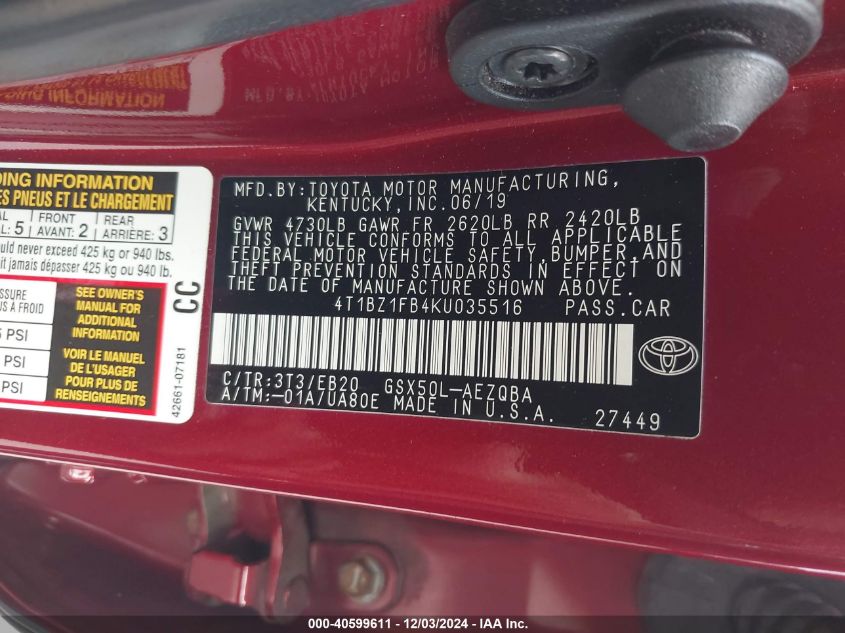 DING INFORMATION
ES PNEUS ET LE CHARGEMENT
FRONT
REAR
5 AVANT: 2 ARRIÈRE: 3
ould never exceed 425 kg or 940 lbs.
it jamais dépasser 425 kg ou 940 lb.
ESSURE
S A FROID
PSI
PSI
PSI
SEE OWNER'S
MANUAL FOR
ADDITIONAL
INFORMATION
VOIR LE MANUEL
DE L'USAGER
POUR PLUS DE
RENSEIGNEMENTS
CC
42661-07181
MFD.BY:TOYOTA MOTOR MANUFACTURING,
KENTUCKY,INC.06/19
GVWR 4730LB GAWR FR 2620LB RR 2420LB
THIS VEHICLE CONFORMS TO ALL APPLICABLE
FEDERAL MOTOR VEHICLE SAFETY,BUMPER,AND
THEFT PREVENTION STANDARDS IN EFFECT ON
THE DATE OF MANUFACTURE SHOWN ABOVE.
4T1BZ1FB4KU035516 PASS.CAR
C/TR:3T3/EB20 GSX50L-AEZQBA
A/TM:-01A/UA80E MADE IN U.S.A.
27449
000-40599611 - 12/03/2024 - IAA Inc.